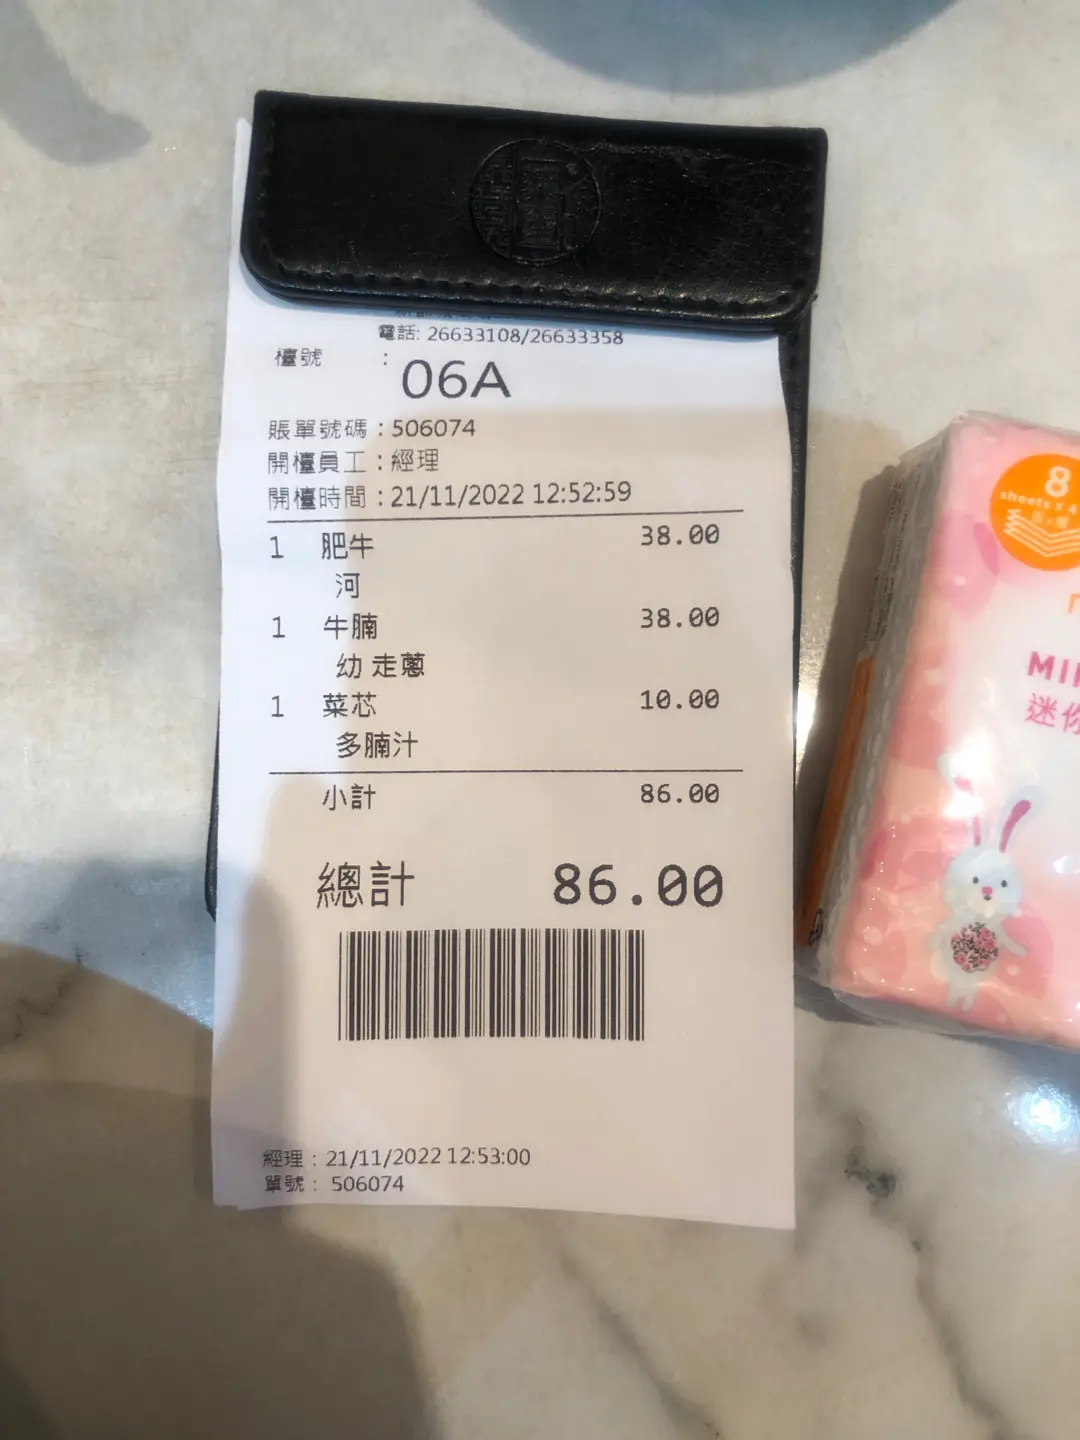 電話: 26633108/26633358
檯號 :
06A
賬單號碼 : 506074
開檯員工 : 經理
開檯時間 : 21/11/2022 12:52:59
1 肥牛 38.00
河
1 牛腩 38.00
幼 走蔥
1 菜芯 10.00
多腩汁
小計 86.00
總計 86.00
經理 : 21/11/2022 12:53:00
單號 : 506074
8
sheets x 4
MI
迷你